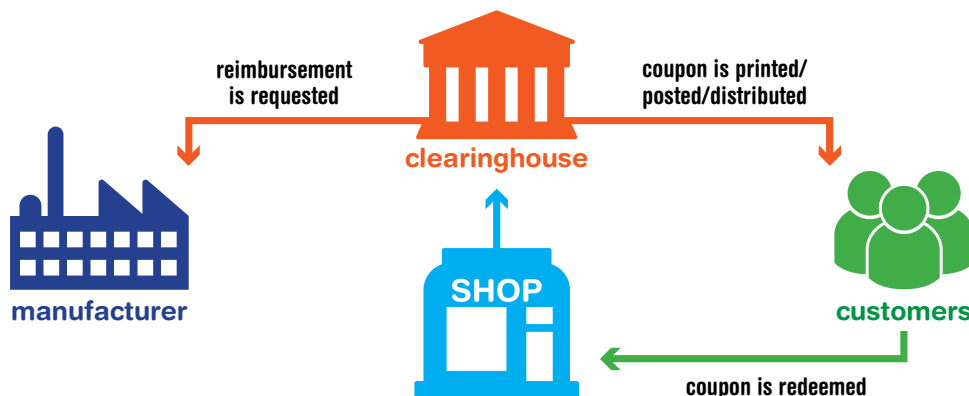 reimbursement
is requested
coupon is printed/
posted/distributed
clearinghouse
SHOP
manufacturer
customers
coupon is redeemed